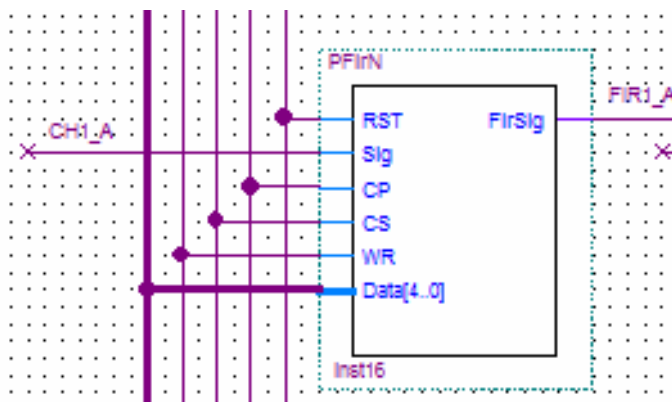 PFirN
CH1_A
RST
FirSig
FIR1_A
Sig
CP
CS
WR
Data[4..0]
inst16